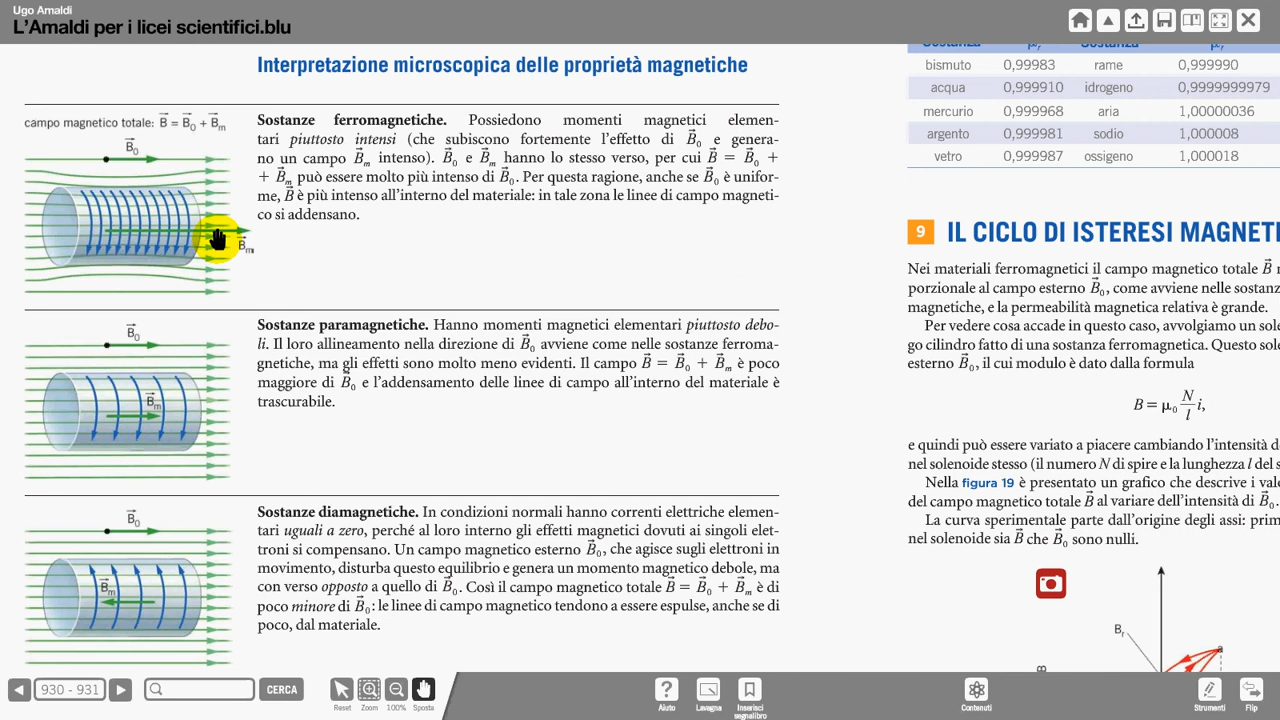 Ugo Amaldi
L'Amaldi per i licei scientifici.blu
Interpretazione microscopica delle proprietà magnetiche
campo magnetico totale: B⃗ = B⃗₀ + B⃗ₘ
B⃗₀
B⃗ₘ
Sostanze ferromagnetiche. Possiedono momenti magnetici elemen-
tari piuttosto intensi (che subiscono fortemente l'effetto di B⃗₀ e genera-
no un campo B⃗ₘ intenso). B⃗₀ e B⃗ₘ hanno lo stesso verso, per cui B⃗ = B⃗₀ +
+ B⃗ₘ può essere molto più intenso di B⃗₀. Per questa ragione, anche se B⃗₀ è unifor-
me, B⃗ è più intenso all'interno del materiale: in tale zona le linee di campo magneti-
co si addensano.
B⃗₀
B⃗ₘ
Sostanze paramagnetiche. Hanno momenti magnetici elementari piuttosto debo-
li. Il loro allineamento nella direzione di B⃗₀ avviene come nelle sostanze ferroma-
gnetiche, ma gli effetti sono molto meno evidenti. Il campo B⃗ = B⃗₀ + B⃗ₘ è poco
maggiore di B⃗₀ e l'addensamento delle linee di campo all'interno del materiale è
trascurabile.
B⃗₀
B⃗ₘ
Sostanze diamagnetiche. In condizioni normali hanno correnti elettriche elemen-
tari uguali a zero, perché al loro interno gli effetti magnetici dovuti ai singoli elet-
troni si compensano. Un campo magnetico esterno B⃗₀, che agisce sugli elettroni in
movimento, disturba questo equilibrio e genera un momento magnetico debole, ma
con verso opposto a quello di B⃗₀. Così il campo magnetico totale B⃗ = B⃗₀ + B⃗ₘ è di
poco minore di B⃗₀: le linee di campo magnetico tendono a essere espulse, anche se di
poco, dal materiale.
Sostanza μᵣ Sostanza μᵣ
bismuto 0,99983 rame 0,999990
acqua 0,999910 idrogeno 0,9999999979
mercurio 0,999968 aria 1,00000036
argento 0,999981 sodio 1,000008
vetro 0,999987 ossigeno 1,000018
9 IL CICLO DI ISTERESI MAGNETI
Nei materiali ferromagnetici il campo magnetico totale B⃗
porzionale al campo esterno B⃗₀, come avviene nelle sostanz
magnetiche, e la permeabilità magnetica relativa è grande.
Per vedere cosa accade in questo caso, avvolgiamo un sol
go cilindro fatto di una sostanza ferromagnetica. Questo sol
esterno B⃗₀, il cui modulo è dato dalla formula
B = μ₀ N/l i,
e quindi può essere variato a piacere cambiando l'intensità d
nel solenoide stesso (il numero N di spire e la lunghezza l del s
Nella figura 19 è presentato un grafico che descrive i val
del campo magnetico totale B⃗ al variare dell'intensità di B⃗₀.
La curva sperimentale parte dall'origine degli assi: prim
nel solenoide sia B⃗ che B⃗₀ sono nulli.
Bᵣ
a
B
930 - 931
CERCA
Reset
Zoom
100%
Sposta
Aiuto
Lavagna
Inserisci
segnalibro
Contenuti
Strumenti
Flip